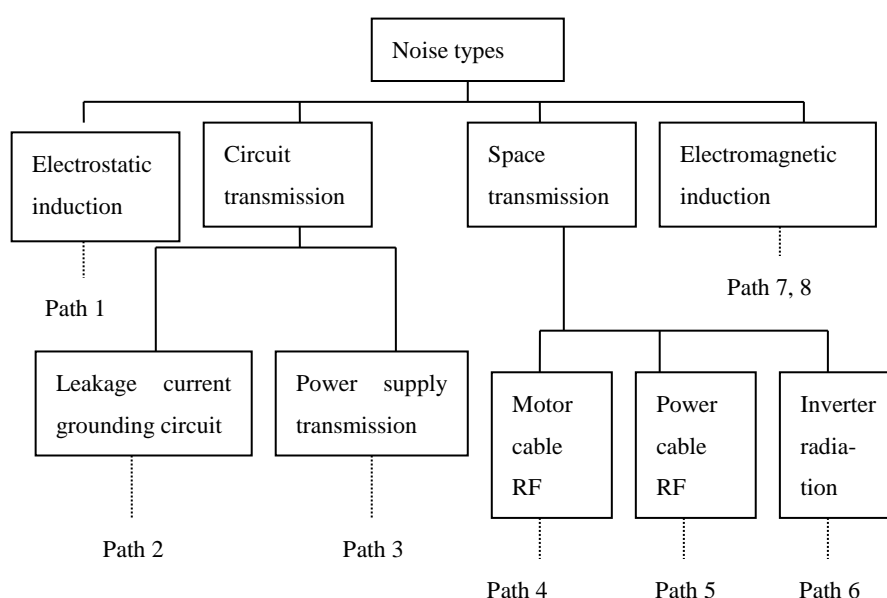 Noise types
Electrostatic
induction
Circuit
transmission
Space
transmission
Electromagnetic
induction
Path 1
Path 7, 8
Leakage current
grounding circuit
Power supply
transmission
Motor
cable
RF
Power
cable
RF
Inverter
radia-
tion
Path 2
Path 3
Path 4
Path 5
Path 6